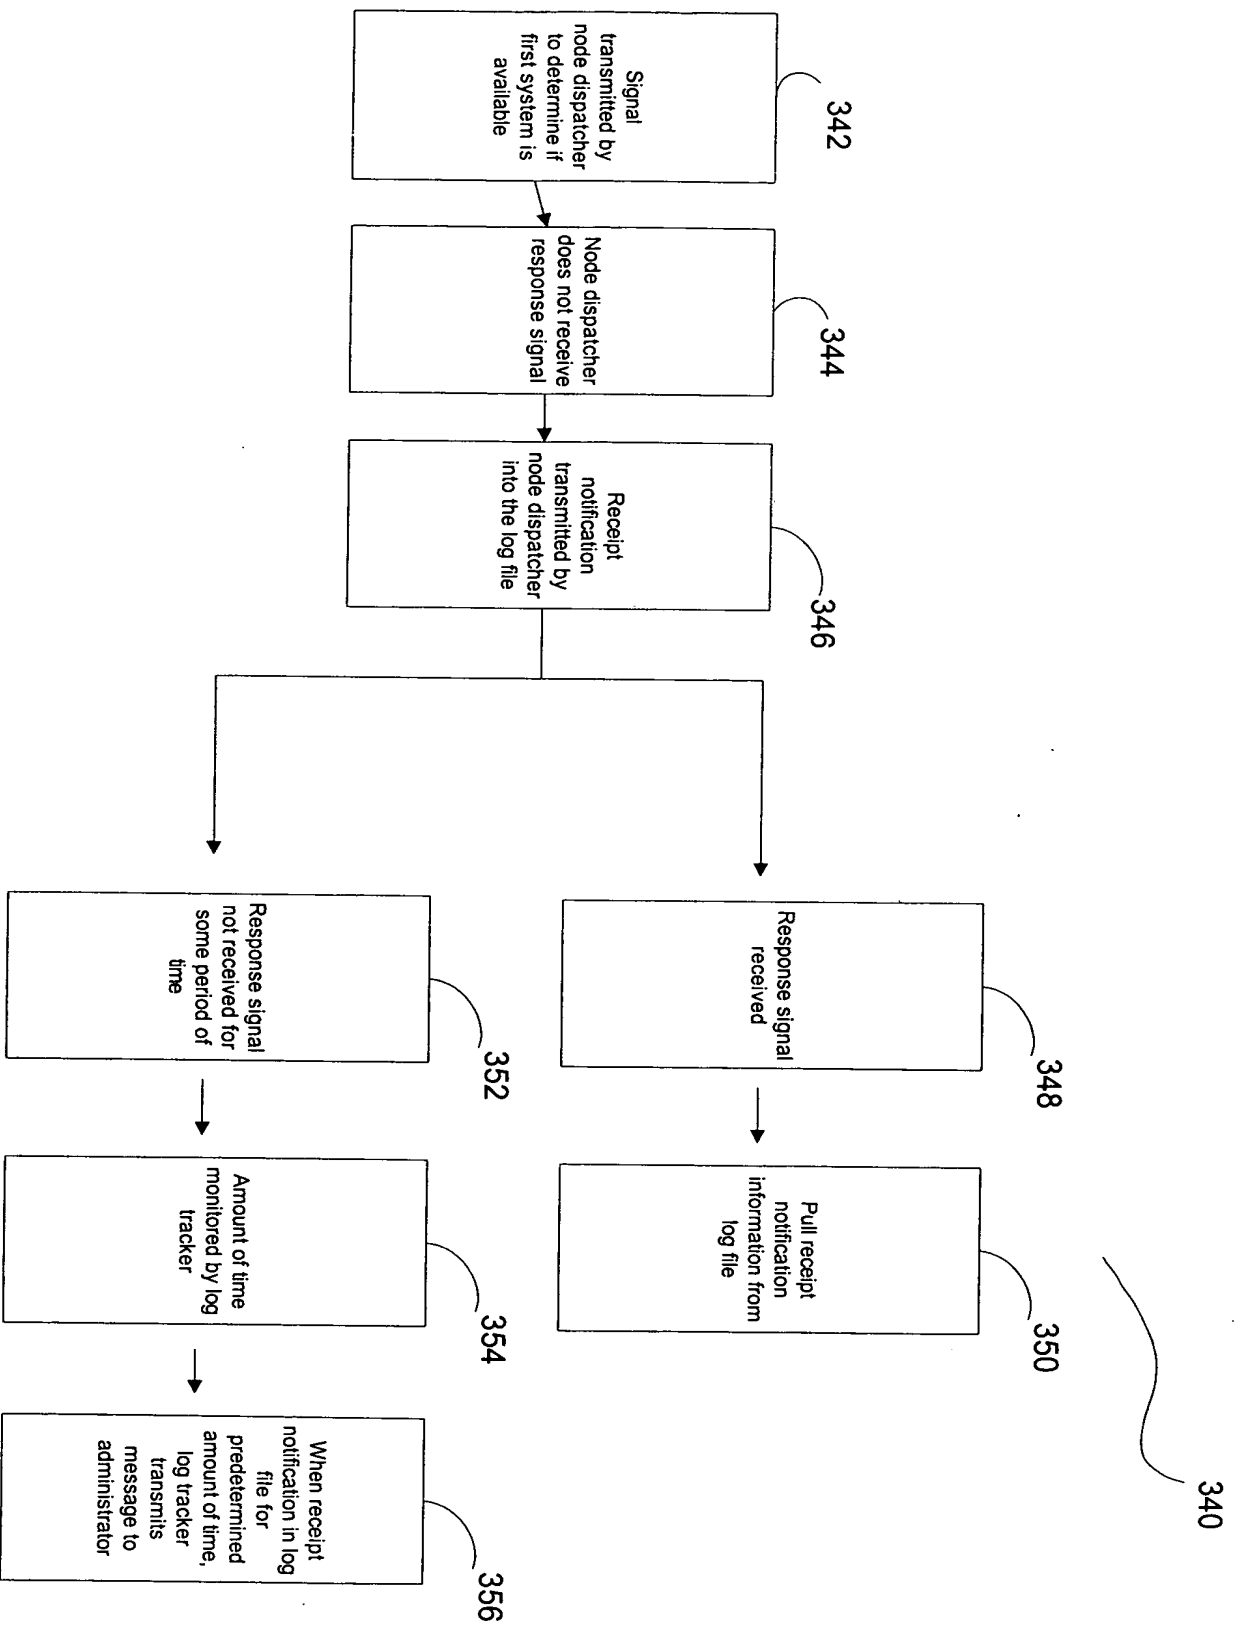 340
342
Signal
transmitted by
node dispatcher
to determine if
first system is
available
344
Node dispatcher
does not receive
response signal
346
Receipt
notification
transmitted by
node dispatcher
into the log file
348
Response signal
received
350
Pull receipt
notification
information from
log file
352
Response signal
not received for
some period of
time
354
Amount of time
monitored by log
tracker
356
When receipt
notification in log
file for
predetermined
amount of time,
log tracker
transmits
message to
administrator